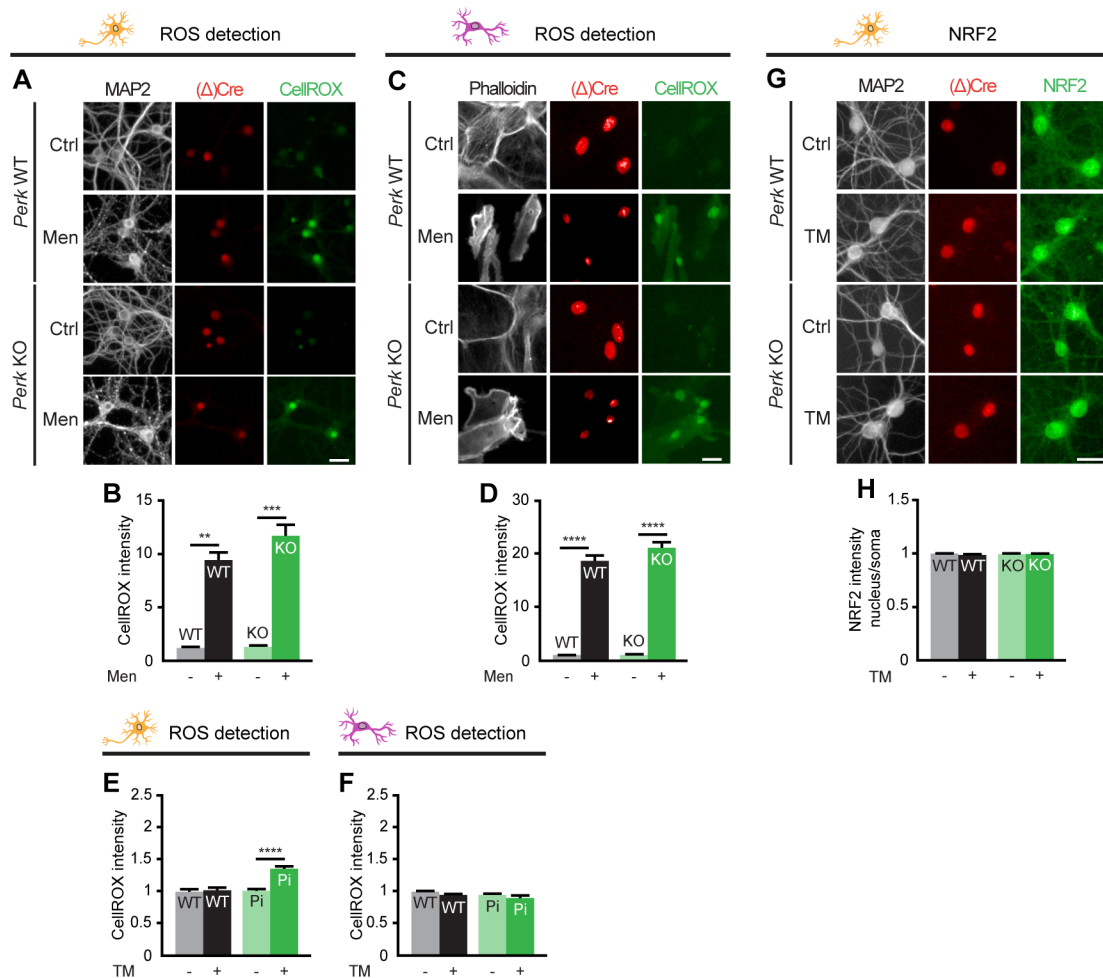 ROS detection
A
MAP2 (Δ)Cre CellROX
Perk WT
Ctrl
Men
Perk KO
Ctrl
Men
B
CellROX intensity
15
10
5
0
**
***
WT
WT
KO
KO
Men - + - +
ROS detection
C
Phalloidin (Δ)Cre CellROX
Perk WT
Ctrl
Men
Perk KO
Ctrl
Men
D
CellROX intensity
30
20
10
0
****
****
WT
WT
KO
KO
Men - + - +
NRF2
G
MAP2 (Δ)Cre NRF2
Perk WT
Ctrl
TM
Perk KO
Ctrl
TM
H
NRF2 intensity
nucleus/soma
1.5
1
0.5
0
WT WT KO KO
TM - + - +
ROS detection
E
CellROX intensity
2.5
2
1.5
1
0.5
0
****
WT WT Pi Pi
TM - + - +
ROS detection
F
CellROX intensity
2.5
2
1.5
1
0.5
0
WT WT Pi Pi
TM - + - +